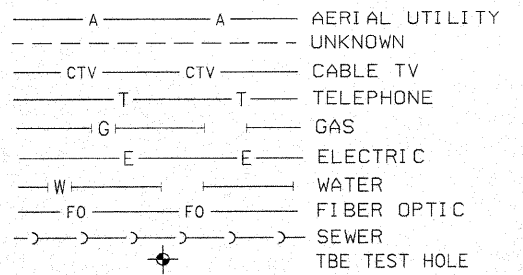 A A AERIAL UTILITY
UNKNOWN
CTV CTV CABLE TV
T T TELEPHONE
G GAS
E E ELECTRIC
W WATER
FO FO FIBER OPTIC
SEWER
TBE TEST HOLE